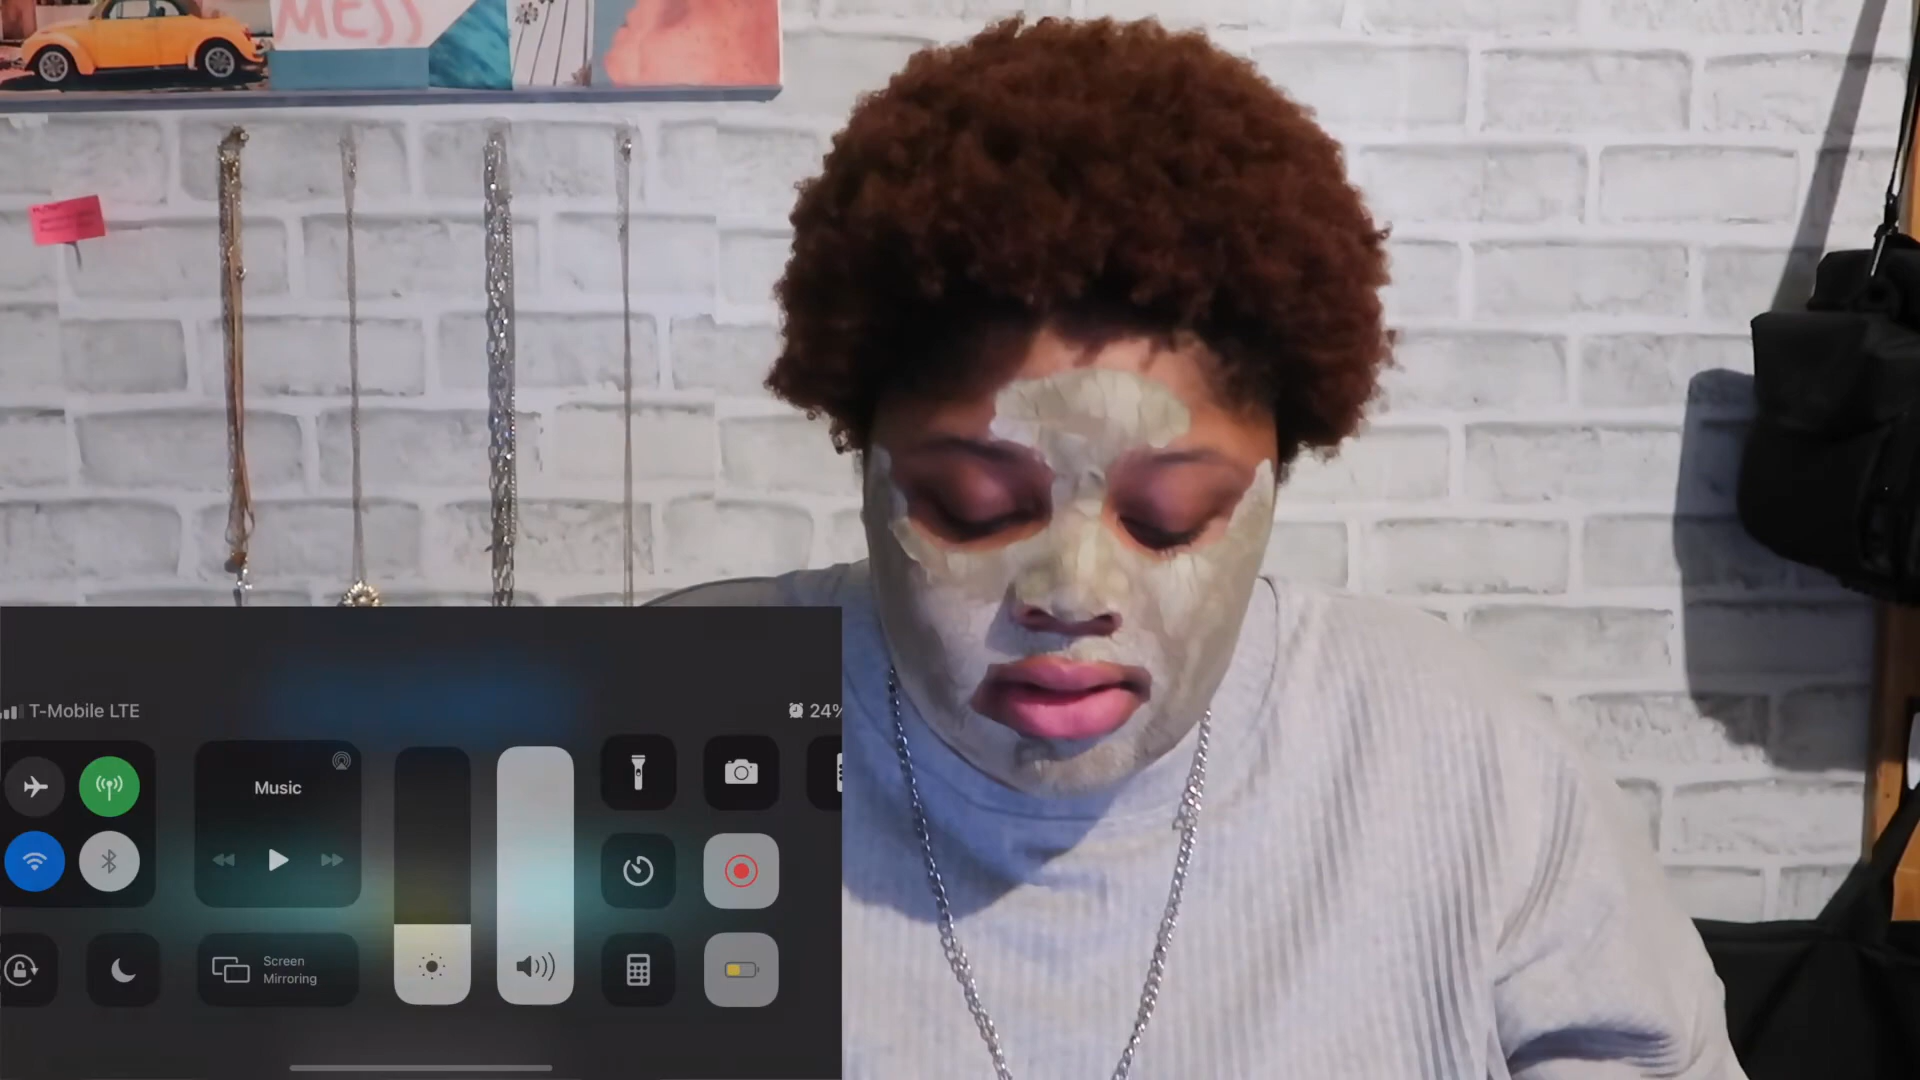 MESS
T-Mobile LTE
24%
Music
Screen
Mirroring